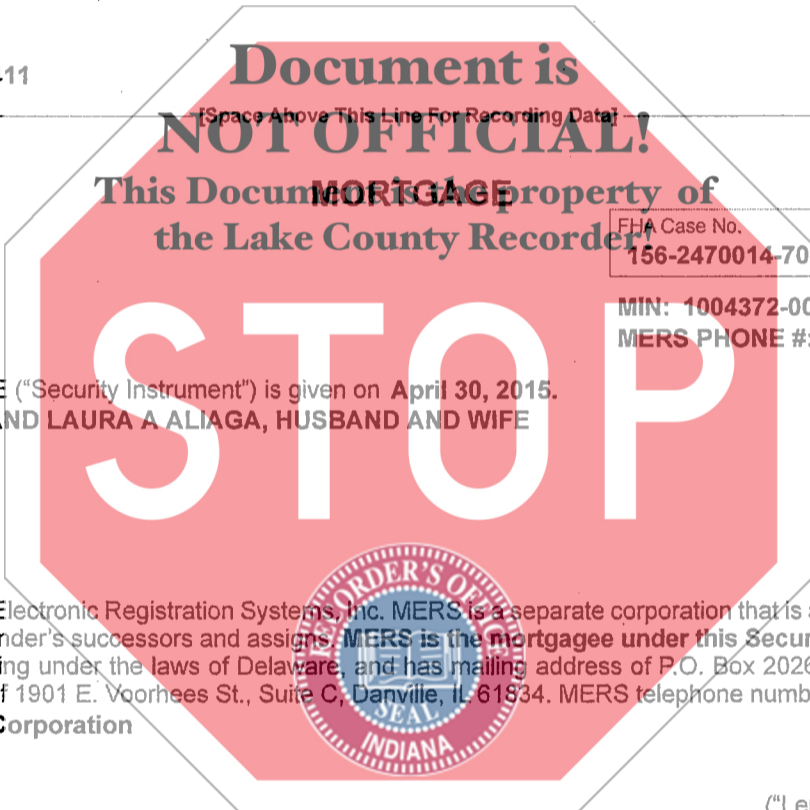 -11
Document is
[Space Above This Line For Recording Data]
NOT OFFICIAL!
This Document is the property of
MORTGAGE
the Lake County Recorder!
FHA Case No.
156-2470014-70
MIN: 1004372-00
MERS PHONE #:
STOP
E (“Security Instrument”) is given on April 30, 2015.
AND LAURA A ALIAGA, HUSBAND AND WIFE
RECORDER'S OFFICE
Electronic Registration Systems, Inc. MERS is a separate corporation that is
nder's successors and assigns. MERS is the mortgagee under this Secur
ing under the laws of Delaware, and has mailing address of P.O. Box 2026
f 1901 E. Voorhees St., Suite C, Danville, IL 61834. MERS telephone numb
SEAL
Corporation
INDIANA
("Le